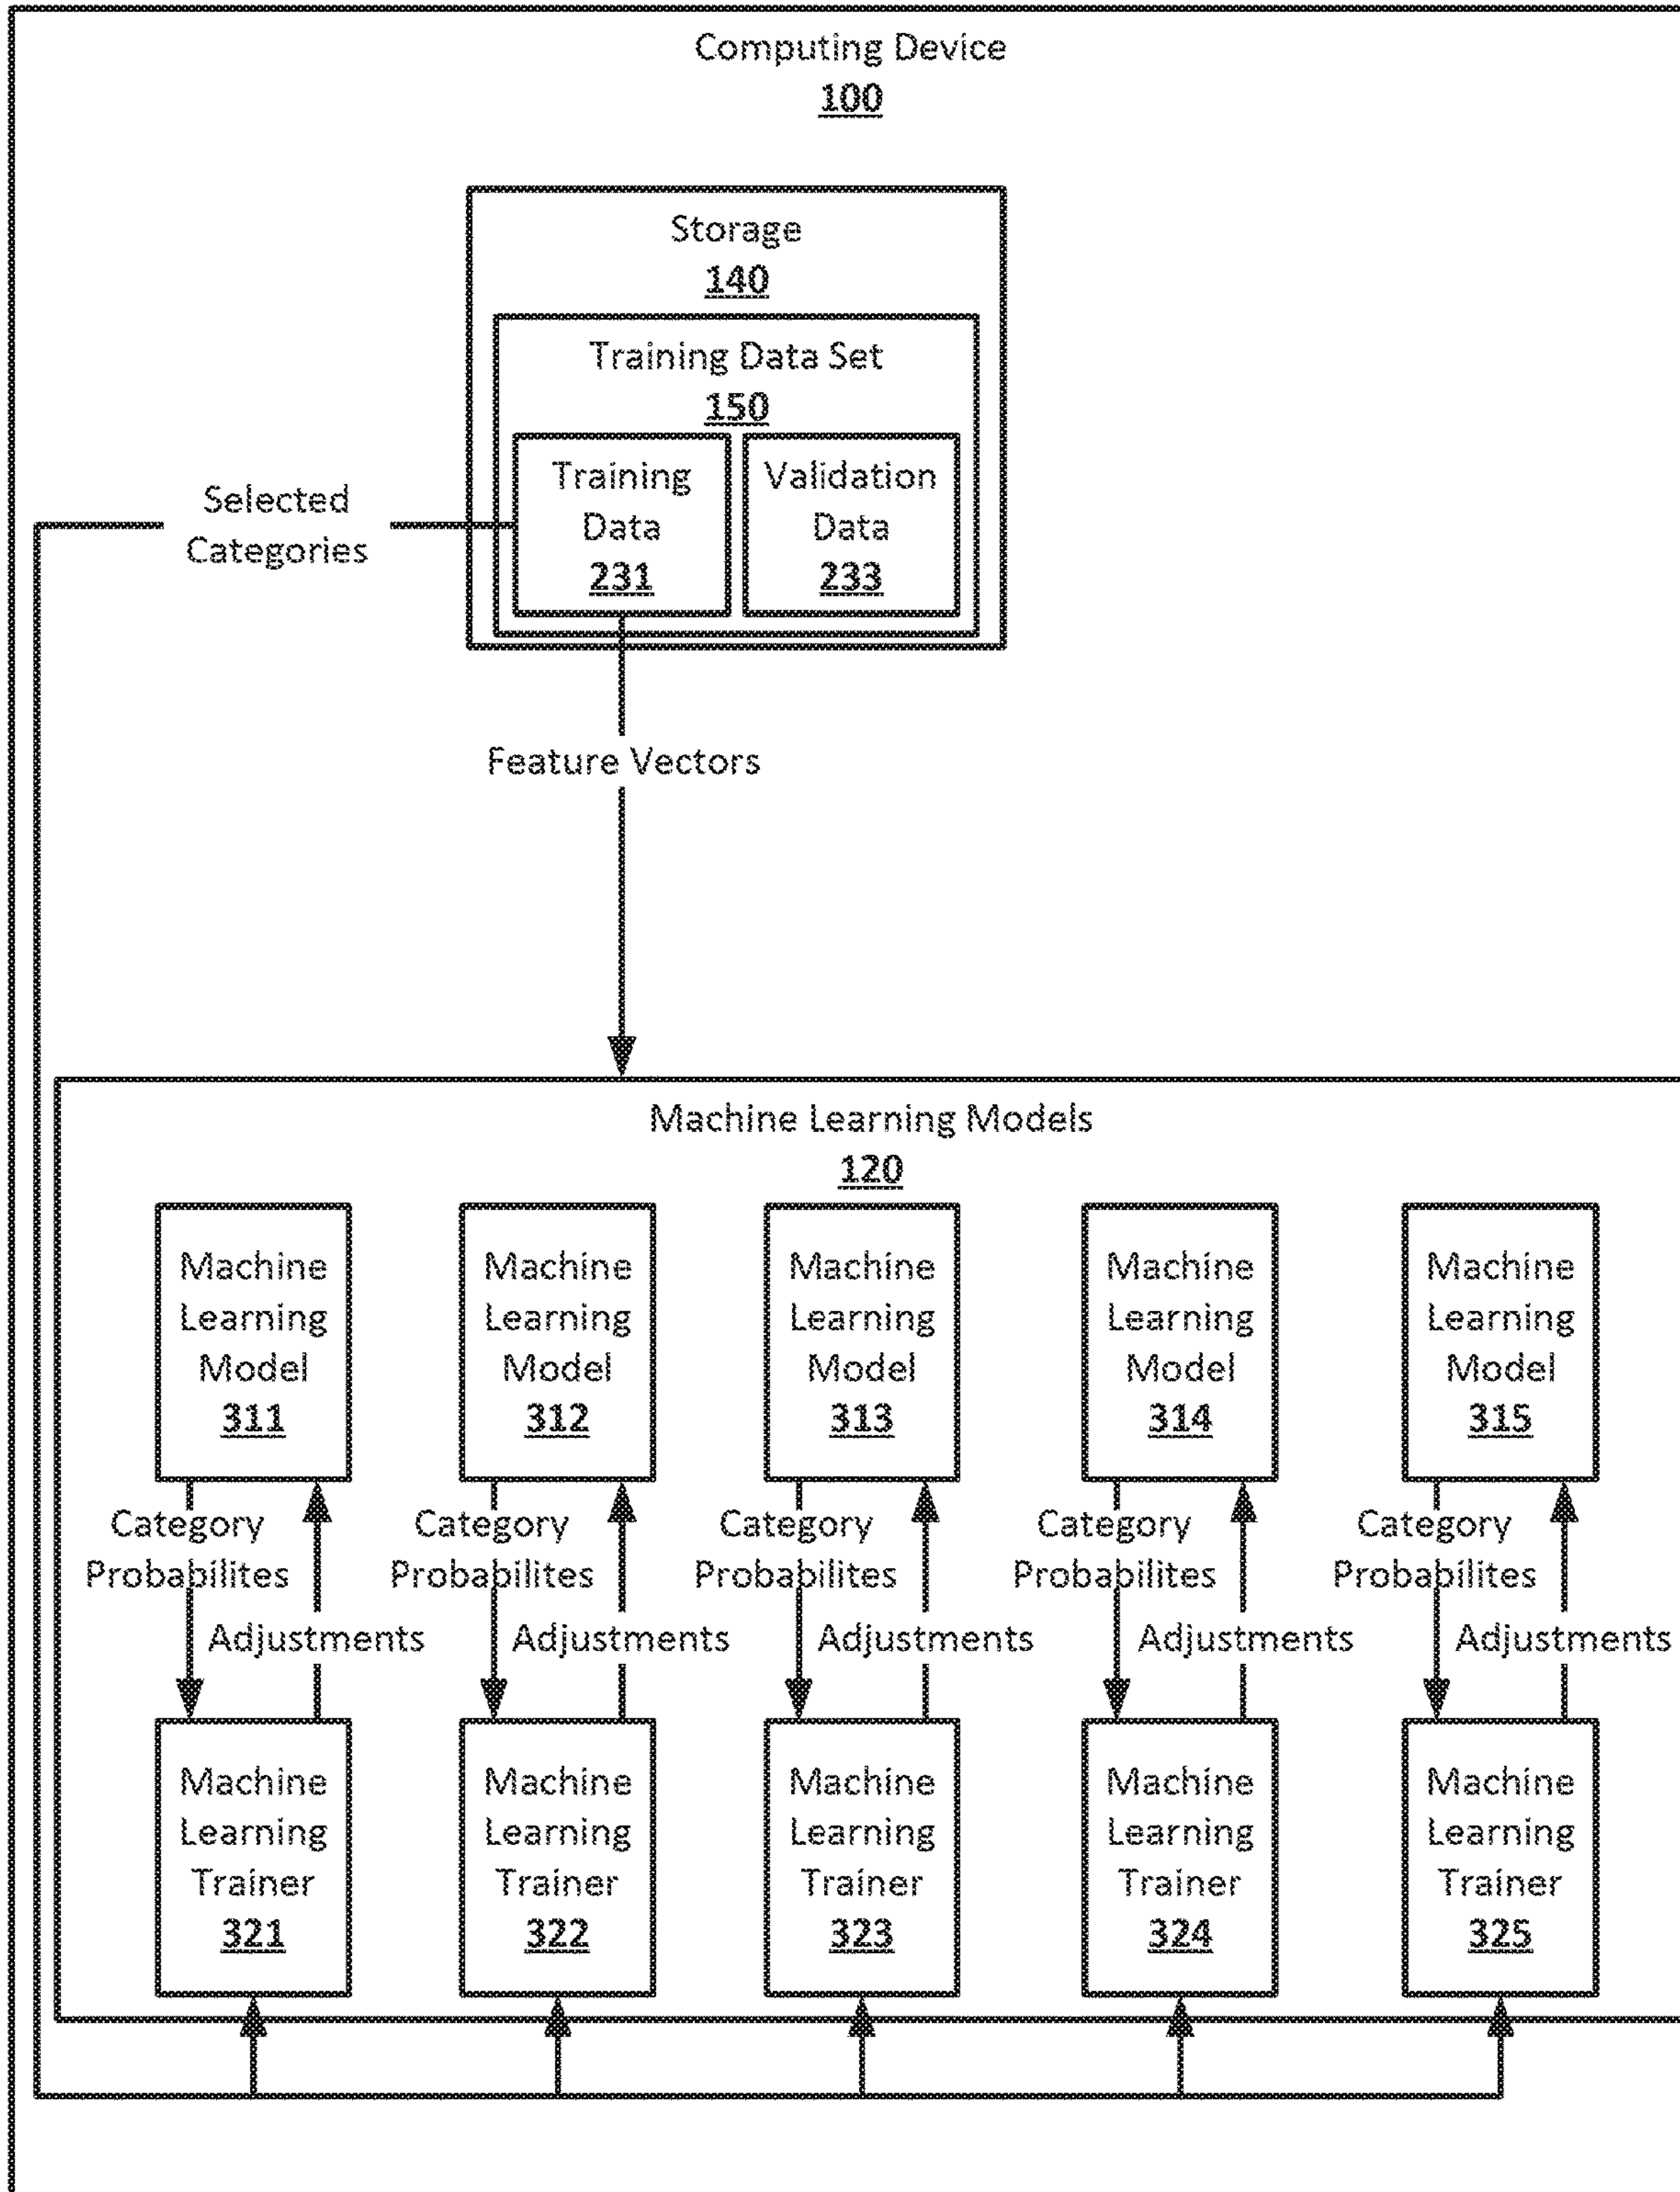 Computing Device
100
Storage
140
Training Data Set
150
Training
Data
231
Validation
Data
233
Selected
Categories
Feature Vectors
Machine Learning Models
120
Machine
Learning
Model
311
Machine
Learning
Model
312
Machine
Learning
Model
313
Machine
Learning
Model
314
Machine
Learning
Model
315
Category
Probabilites
Adjustments
Category
Probabilites
Adjustments
Category
Probabilites
Adjustments
Category
Probabilites
Adjustments
Category
Probabilites
Adjustments
Machine
Learning
Trainer
321
Machine
Learning
Trainer
322
Machine
Learning
Trainer
323
Machine
Learning
Trainer
324
Machine
Learning
Trainer
325